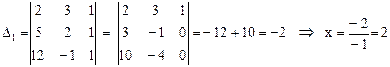 Δ₁ = |2 3 1; 5 2 1; 12 −1 1| = |2 3 1; 3 −1 0; 10 −4 0| = −12 + 10 = −2 ⇒ x = −2/−1 = 2